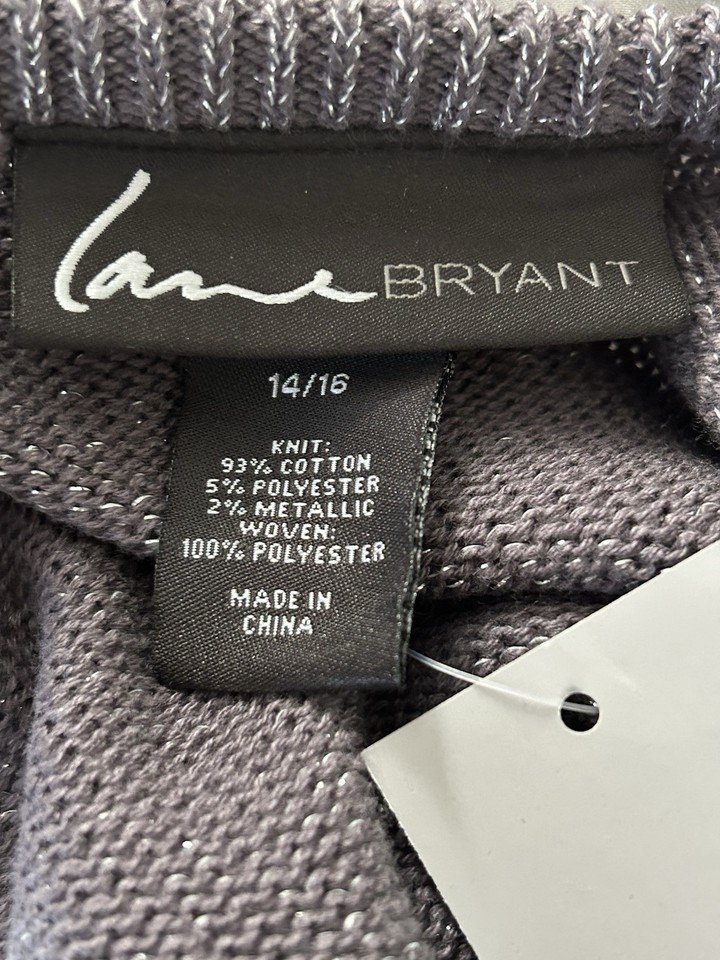 Lane BRYANT
14/16
KNIT:
93% COTTON
5% POLYESTER
2% METALLIC
WOVEN:
100% POLYESTER
MADE IN
CHINA